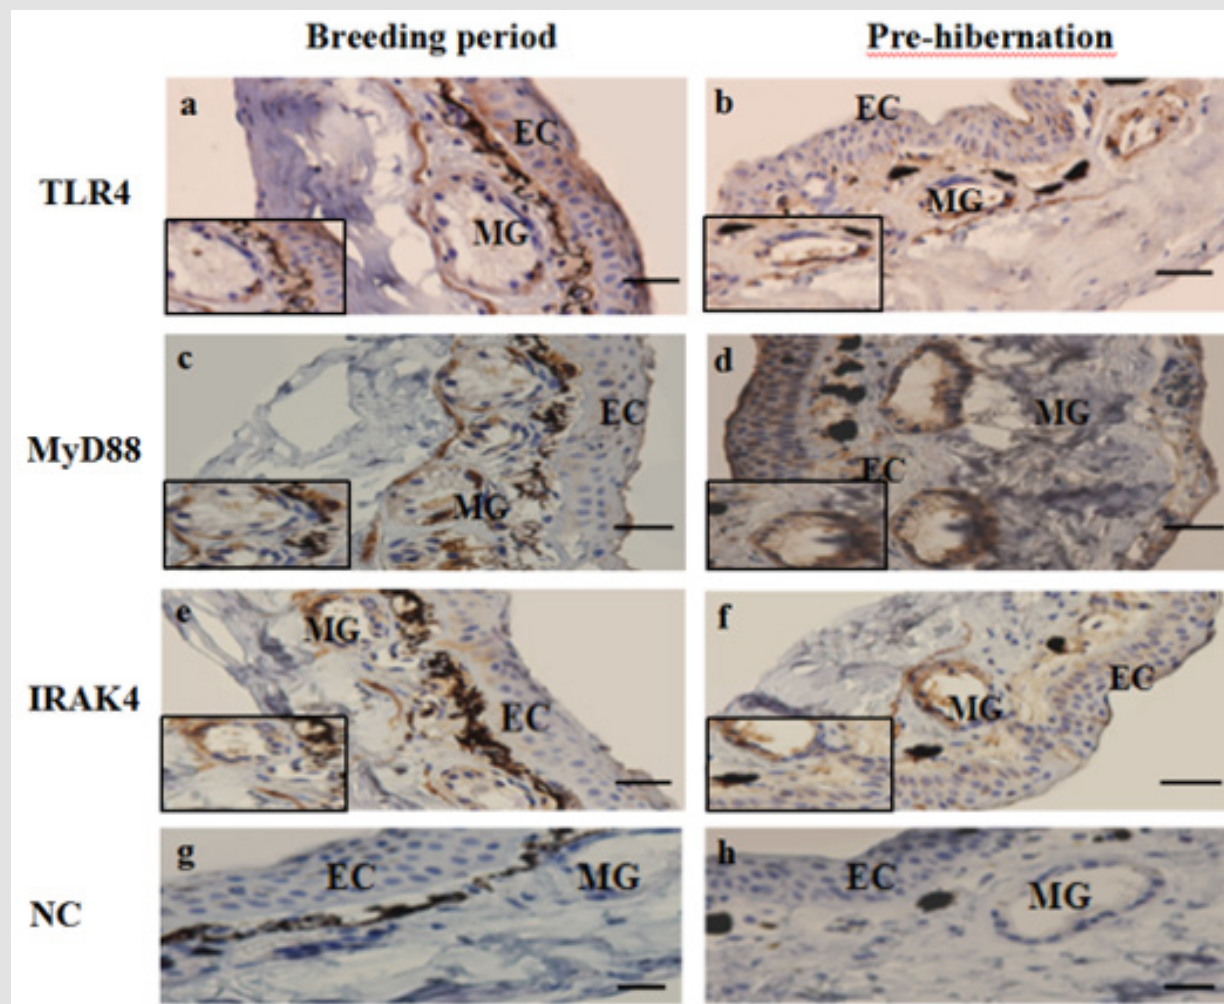 Breeding period
Pre-hibernation
TLR4
a
EC
MG
b
EC
MG
MyD88
c
EC
MG
d
MG
EC
IRAK4
e
MG
EC
f
EC
MG
NC
g
EC
MG
h
EC
MG